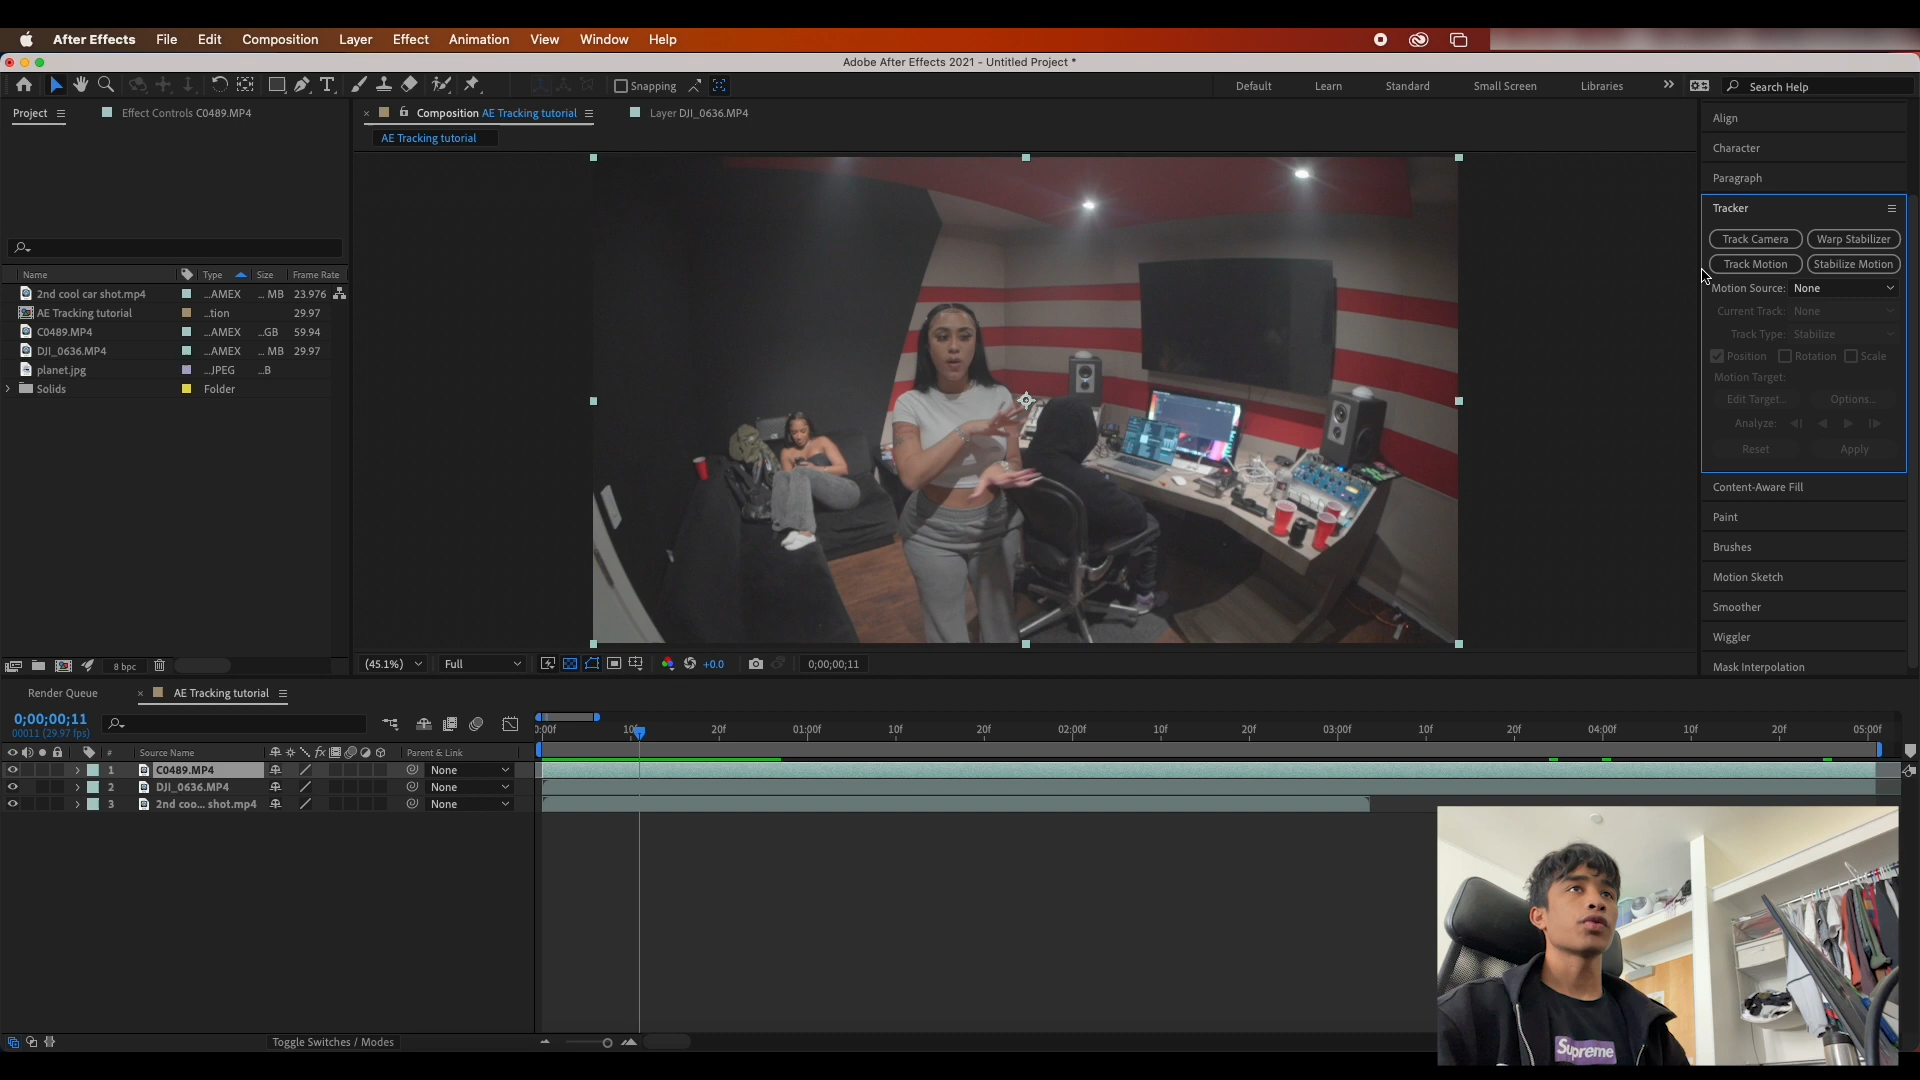 After Effects File Edit Composition Layer Effect Animation View Window Help
Adobe After Effects 2021 - Untitled Project *
Snapping Default Learn Standard Small Screen Libraries Search Help
Project Effect Controls C0489.MP4
Composition AE Tracking tutorial Layer DJI_0636.MP4
AE Tracking tutorial
Name Type Size Frame Rate
2nd cool car shot.mp4 ...AMEX ... MB 23.976
AE Tracking tutorial ...tion 29.97
C0489.MP4 ...AMEX ...GB 59.94
DJI_0636.MP4 ...AMEX ... MB 29.97
planet.jpg ...JPEG ...B
Solids Folder
8 bpc
(45.1%) Full +0.0 0;00;00;11
Align
Character
Paragraph
Tracker
Track Camera Warp Stabilizer
Track Motion Stabilize Motion
Motion Source: None
Current Track: None
Track Type: Stabilize
Position Rotation Scale
Motion Target:
Edit Target... Options...
Analyze:
Reset Apply
Content-Aware Fill
Paint
Brushes
Motion Sketch
Smoother
Wiggler
Mask Interpolation
Render Queue AE Tracking tutorial
0;00;00;11
00011 (29.97 fps)
):00f 10f 20f 01:00f 10f 20f 02:00f 10f 20f 03:00f 10f 20f 04:00f 10f 20f 05:00f
# Source Name fx Parent & Link
1 C0489.MP4 None
2 DJI_0636.MP4 None
3 2nd coo... shot.mp4 None
Toggle Switches / Modes
Supreme